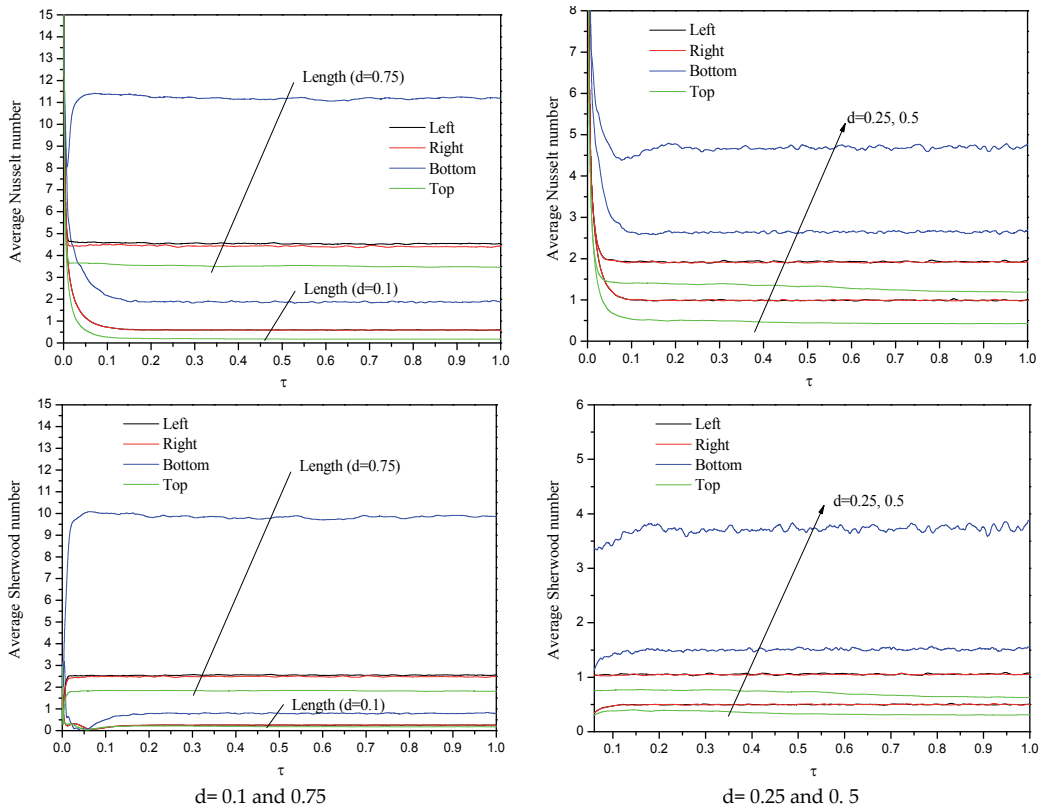 15
14
13
12
11
10
9
8
7
6
5
4
3
2
1
0
Average Nusselt number
Length (d=0.75)
Left
Right
Bottom
Top
Length (d=0.1)
0.0 0.1 0.2 0.3 0.4 0.5 0.6 0.7 0.8 0.9 1.0
τ
8
7
6
5
4
3
2
1
0
Average Nusselt number
Left
Right
Bottom
Top
d=0.25, 0.5
0.0 0.1 0.2 0.3 0.4 0.5 0.6 0.7 0.8 0.9 1.0
τ
15
14
13
12
11
10
9
8
7
6
5
4
3
2
1
0
Average Sherwood number
Left
Right
Bottom
Top
Length (d=0.75)
Length (d=0.1)
0.0 0.1 0.2 0.3 0.4 0.5 0.6 0.7 0.8 0.9 1.0
τ
6
5
4
3
2
1
0
Average Sherwood number
Left
Right
Bottom
Top
d=0.25, 0.5
0.1 0.2 0.3 0.4 0.5 0.6 0.7 0.8 0.9 1.0
τ
d= 0.1 and 0.75
d= 0.25 and 0. 5